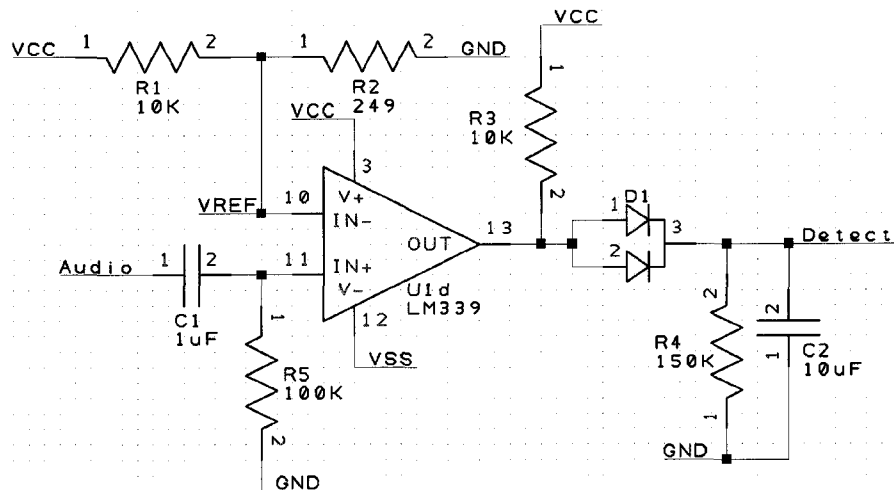 VCC
VCC 1 2 1 2 GND
R1
10K
R2
249
VCC
1
R3
10K
2
3
VREF 10 V+
IN-
13
OUT
D1
1
3
2
Detect
Audio 1 2 11 IN+
V-
U1d
LM339
12
VSS
C1
1uF
1
R5
100K
2
GND
2
R4
150K
1
2
C2
10uF
1
GND